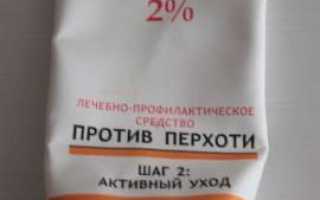 2%
ЛЕЧЕБНО-ПРОФИЛАКТИЧЕСКОЕ
СРЕДСТВО
ПРОТИВ ПЕРХОТИ
ШАГ 2:
АКТИВНЫЙ УХОД